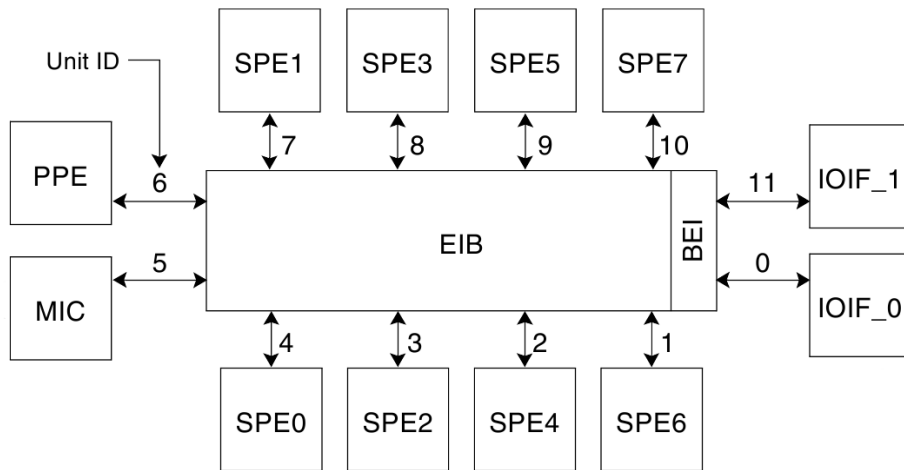 Unit ID
SPE1
SPE3
SPE5
SPE7
7
8
9
10
PPE
6
11
IOIF_1
EIB
BEI
MIC
5
0
IOIF_0
4
3
2
1
SPE0
SPE2
SPE4
SPE6